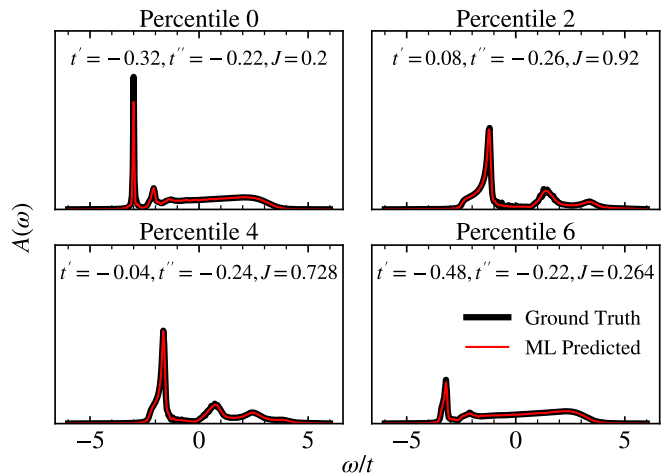 Percentile 0
Percentile 2
t′ = −0.32, t′′ = −0.22, J = 0.2
t′ = 0.08, t′′ = −0.26, J = 0.92
A(ω)
Percentile 4
Percentile 6
t′ = −0.04, t′′ = −0.24, J = 0.728
t′ = −0.48, t′′ = −0.22, J = 0.264
Ground Truth
ML Predicted
−5 0 5
−5 0 5
ω/t